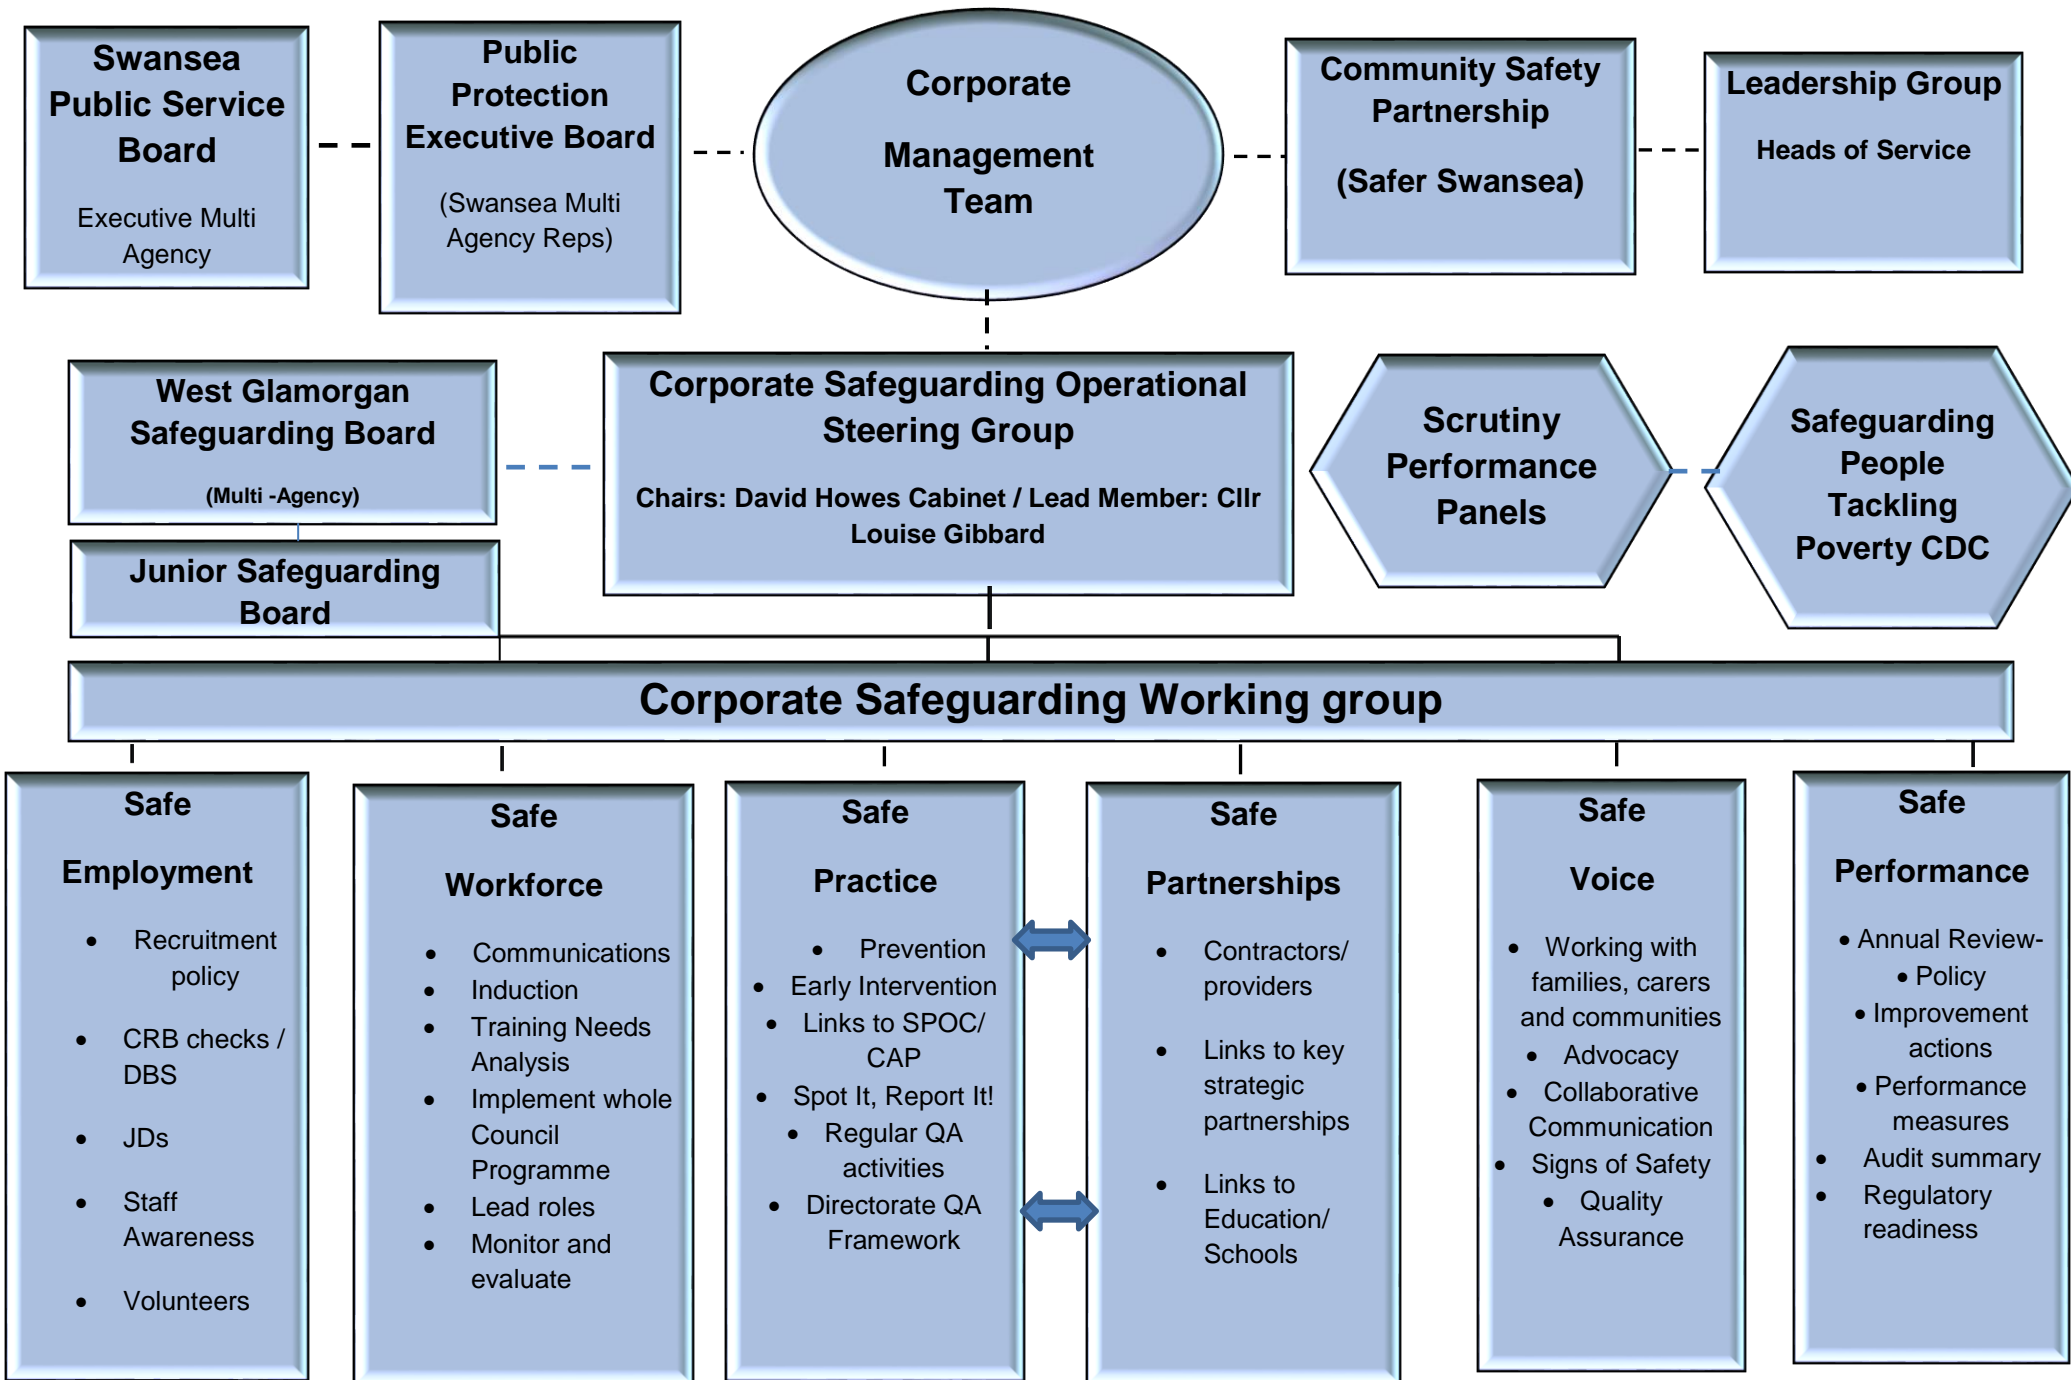 Swansea
Public Service
Board
Executive Multi
Agency
Public
Protection
Executive Board
(Swansea Multi
Agency Reps)
Corporate
Management
Team
Community Safety
Partnership
(Safer Swansea)
Leadership Group
Heads of Service
West Glamorgan
Safeguarding Board
(Multi -Agency)
Junior Safeguarding
Board
Corporate Safeguarding Operational
Steering Group
Chairs: David Howes Cabinet / Lead Member: Cllr
Louise Gibbard
Scrutiny
Performance
Panels
Safeguarding
People
Tackling
Poverty CDC
Corporate Safeguarding Working group
Safe
Employment
• Recruitment
policy
• CRB checks /
DBS
• JDs
• Staff
Awareness
• Volunteers
Safe
Workforce
• Communications
• Induction
• Training Needs
Analysis
• Implement whole
Council
Programme
• Lead roles
• Monitor and
evaluate
Safe
Practice
• Prevention
• Early Intervention
• Links to SPOC/
CAP
• Spot It, Report It!
• Regular QA
activities
• Directorate QA
Framework
Safe
Partnerships
• Contractors/
providers
• Links to key
strategic
partnerships
• Links to
Education/
Schools
Safe
Voice
• Working with
families, carers
and communities
• Advocacy
• Collaborative
Communication
• Signs of Safety
• Quality
Assurance
Safe
Performance
• Annual Review-
• Policy
• Improvement
actions
• Performance
measures
• Audit summary
• Regulatory
readiness